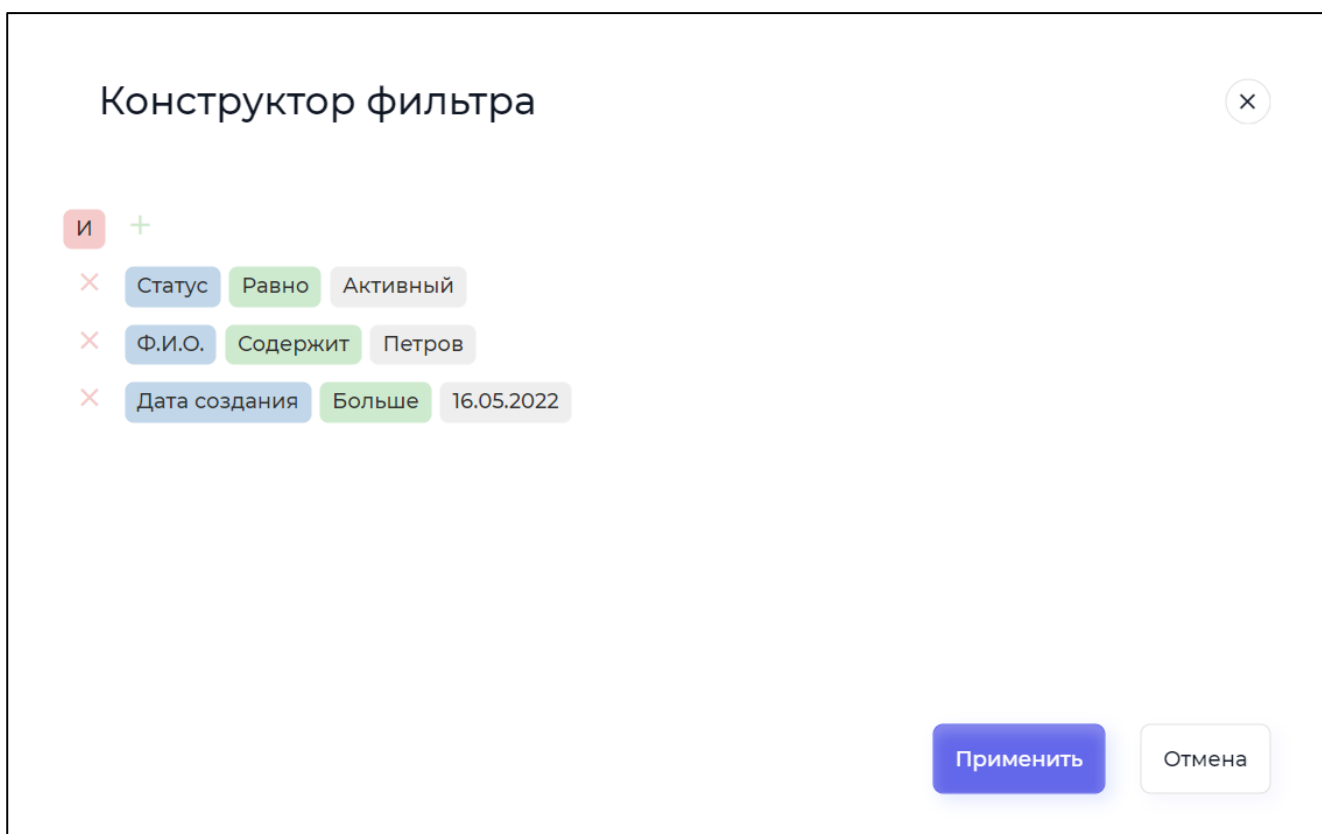 Конструктор фильтра
И
Статус Равно Активный
Ф.И.О. Содержит Петров
Дата создания Больше 16.05.2022
Применить Отмена